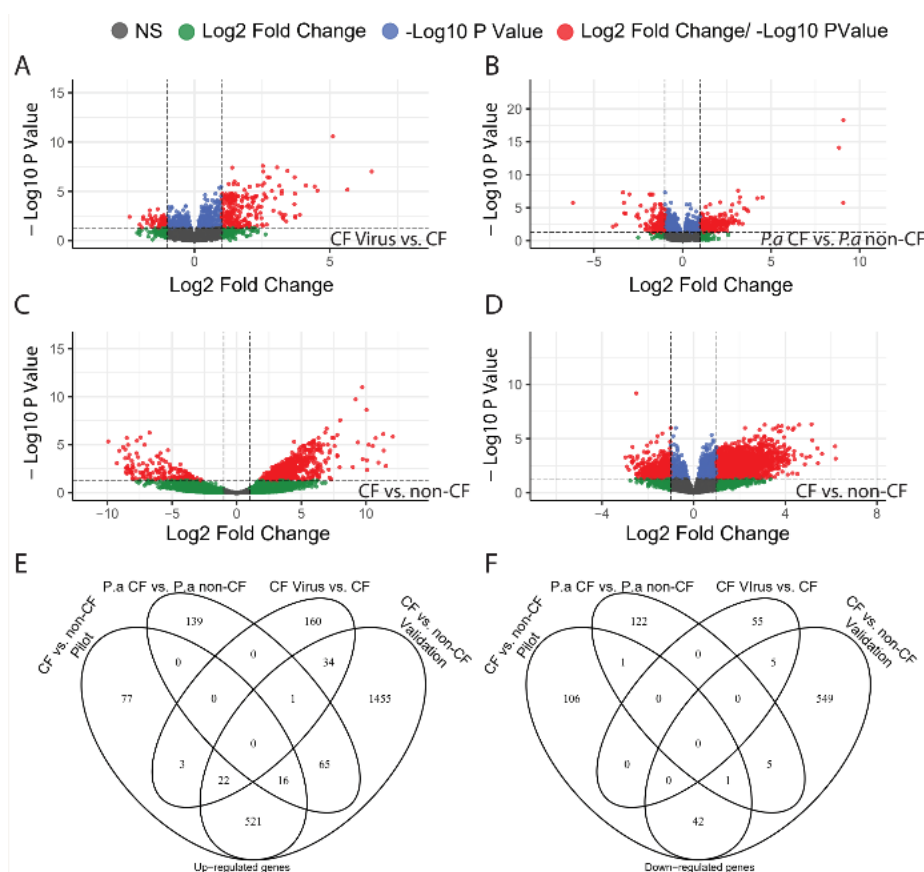 NS Log2 Fold Change -Log10 P Value Log2 Fold Change/ -Log10 PValue
A
15
10
5
0
− Log10 P Value
0
5
CF Virus vs. CF
Log2 Fold Change
B
20
15
10
5
0
− Log10 P Value
−5
0
5
10
P.a CF vs. P.a non-CF
Log2 Fold Change
C
15
10
5
0
− Log10 P Value
−10
−5
0
5
10
CF vs. non-CF
Log2 Fold Change
D
10
5
0
− Log10 P Value
−4
0
4
8
CF vs. non-CF
Log2 Fold Change
E
P.a CF vs. P.a non-CF
CF Virus vs. CF
CF vs. non-CF
Pilot
CF vs. non-CF
Validation
139
160
0
0
34
77
0
1
1455
0
3
22
16
65
521
Up−regulated genes
F
P.a CF vs. P.a non-CF
CF VIrus vs. CF
CF vs. non-CF
Pilot
CF vs. non-CF
Validation
122
55
0
1
5
106
0
0
549
0
0
0
1
5
42
Down−regulated genes